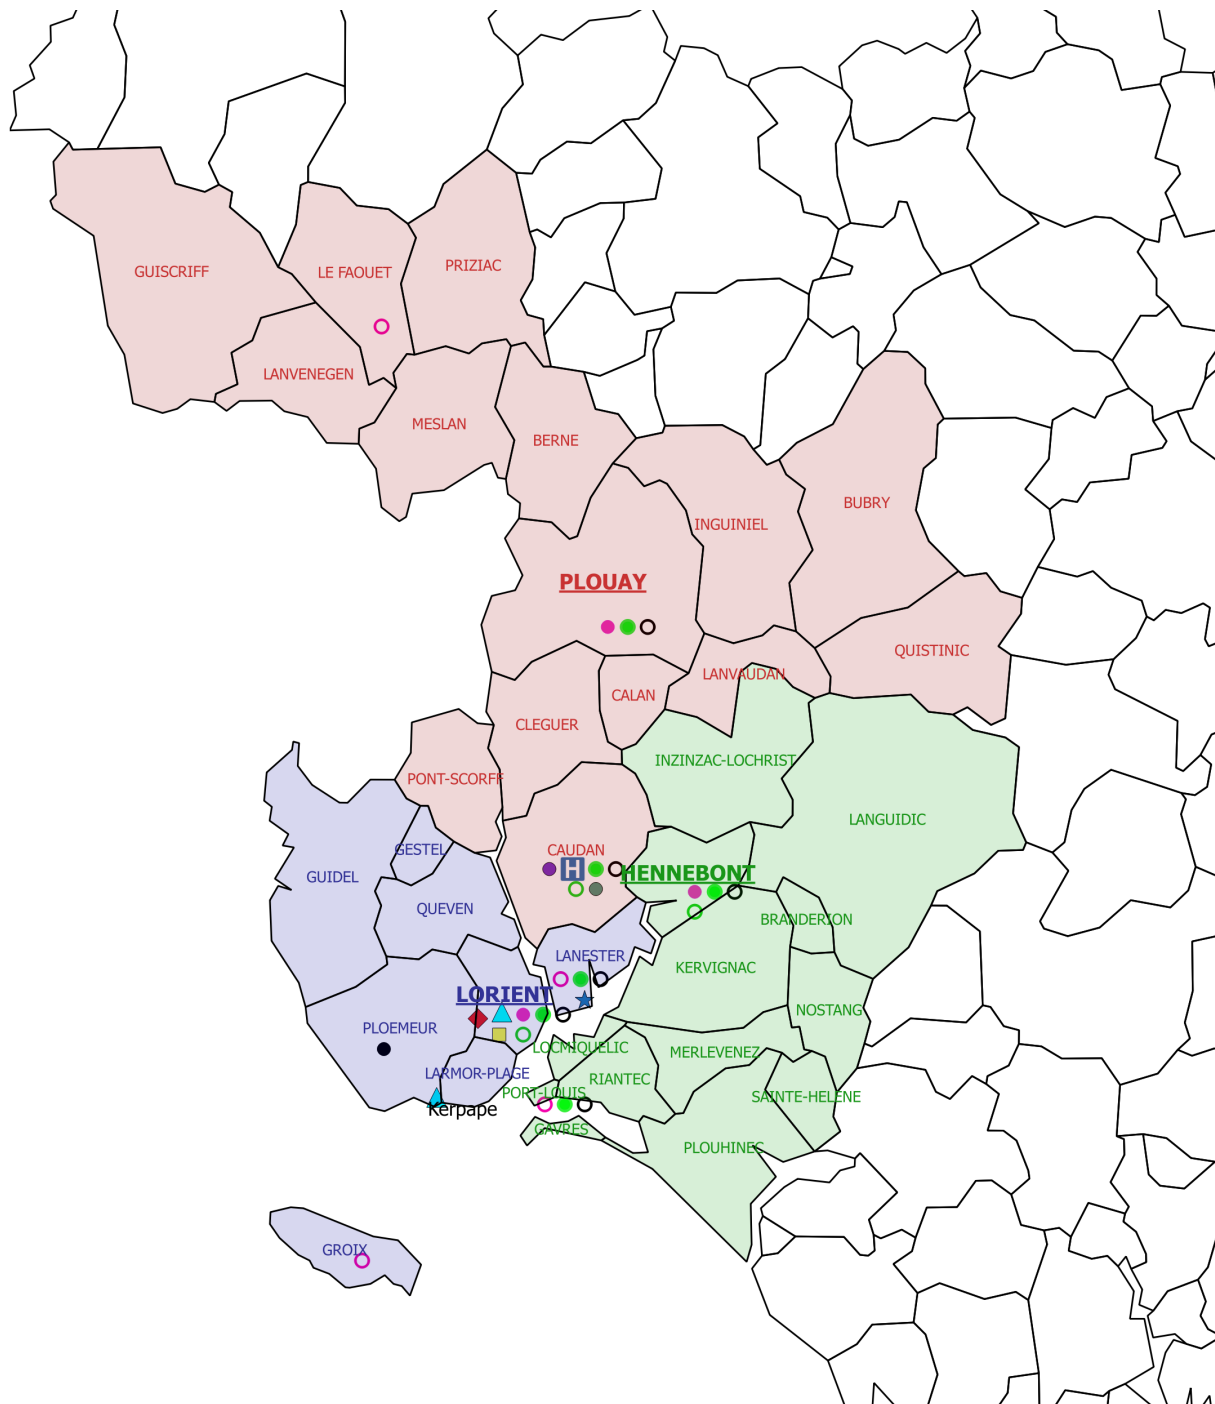 PRIZIAC
GUISCRIFF
LE FAOUET
LANVENEGEN
MESLAN
BERNE
BUBRY
INGUINIEL
PLOUAY
QUISTINIC
LANVAUDAN
CALAN
CLEGUER
INZINZAC-LOCHRIST
PONT-SCORFF
LANGUIDIC
CAUDAN
GESTEL
H
HENNEBONT
GUIDEL
QUEVEN
BRANDERION
LANESTER
KERVIGNAC
LORIENT
NOSTANG
PLOEMEUR
LOCMIQUELIC
MERLEVENEZ
LARMOR-PLAGE
RIANTEC
PORT-LOUIS
SAINTE-HELENE
Kerpape
GAVRES
PLOUHINEC
GROIX